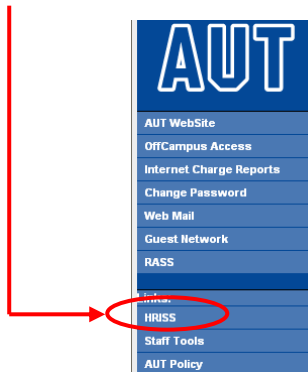 AUT
AUT WebSite
OffCampus Access
Internet Charge Reports
Change Password
Web Mail
Guest Network
RASS
Links:
HRISS
Staff Tools
AUT Policy